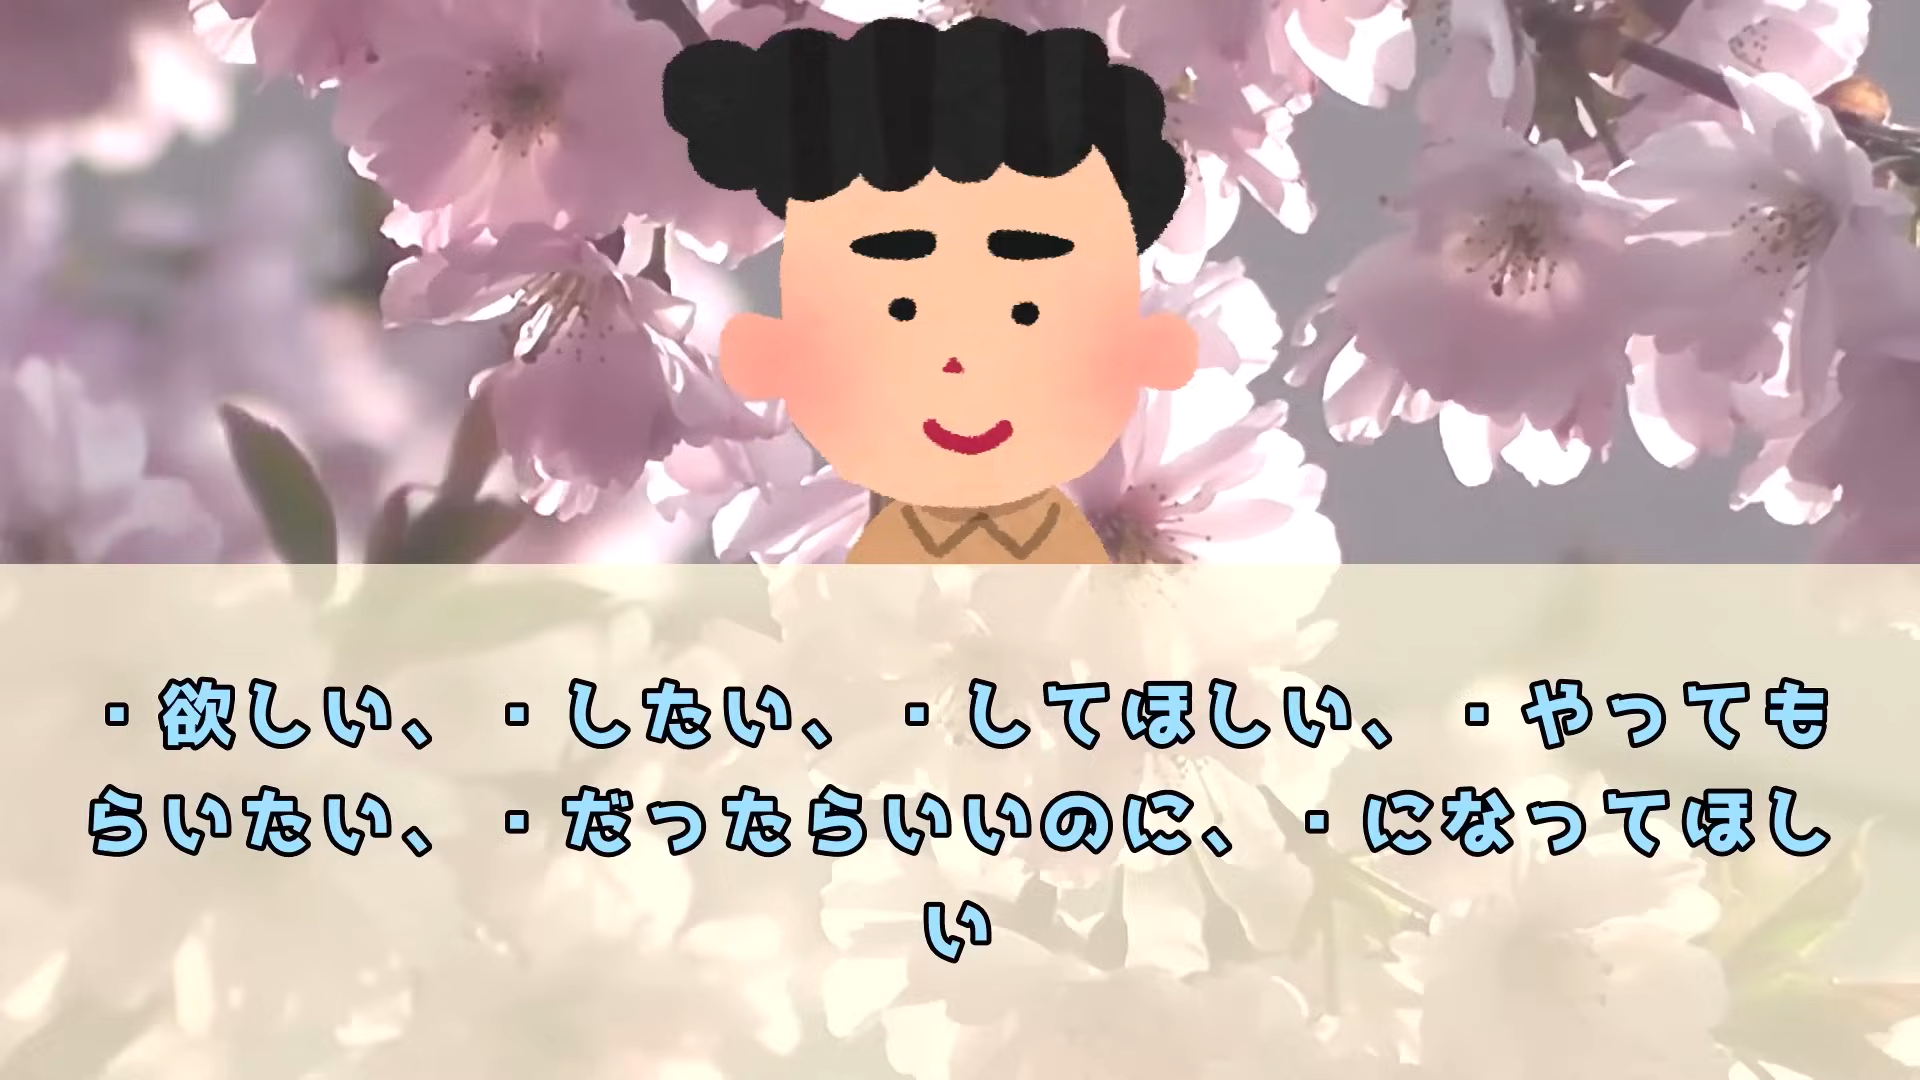 ・欲しい、・したい、・してほしい、・やっても
らいたい、・だったらいいのに、・になってほし
い